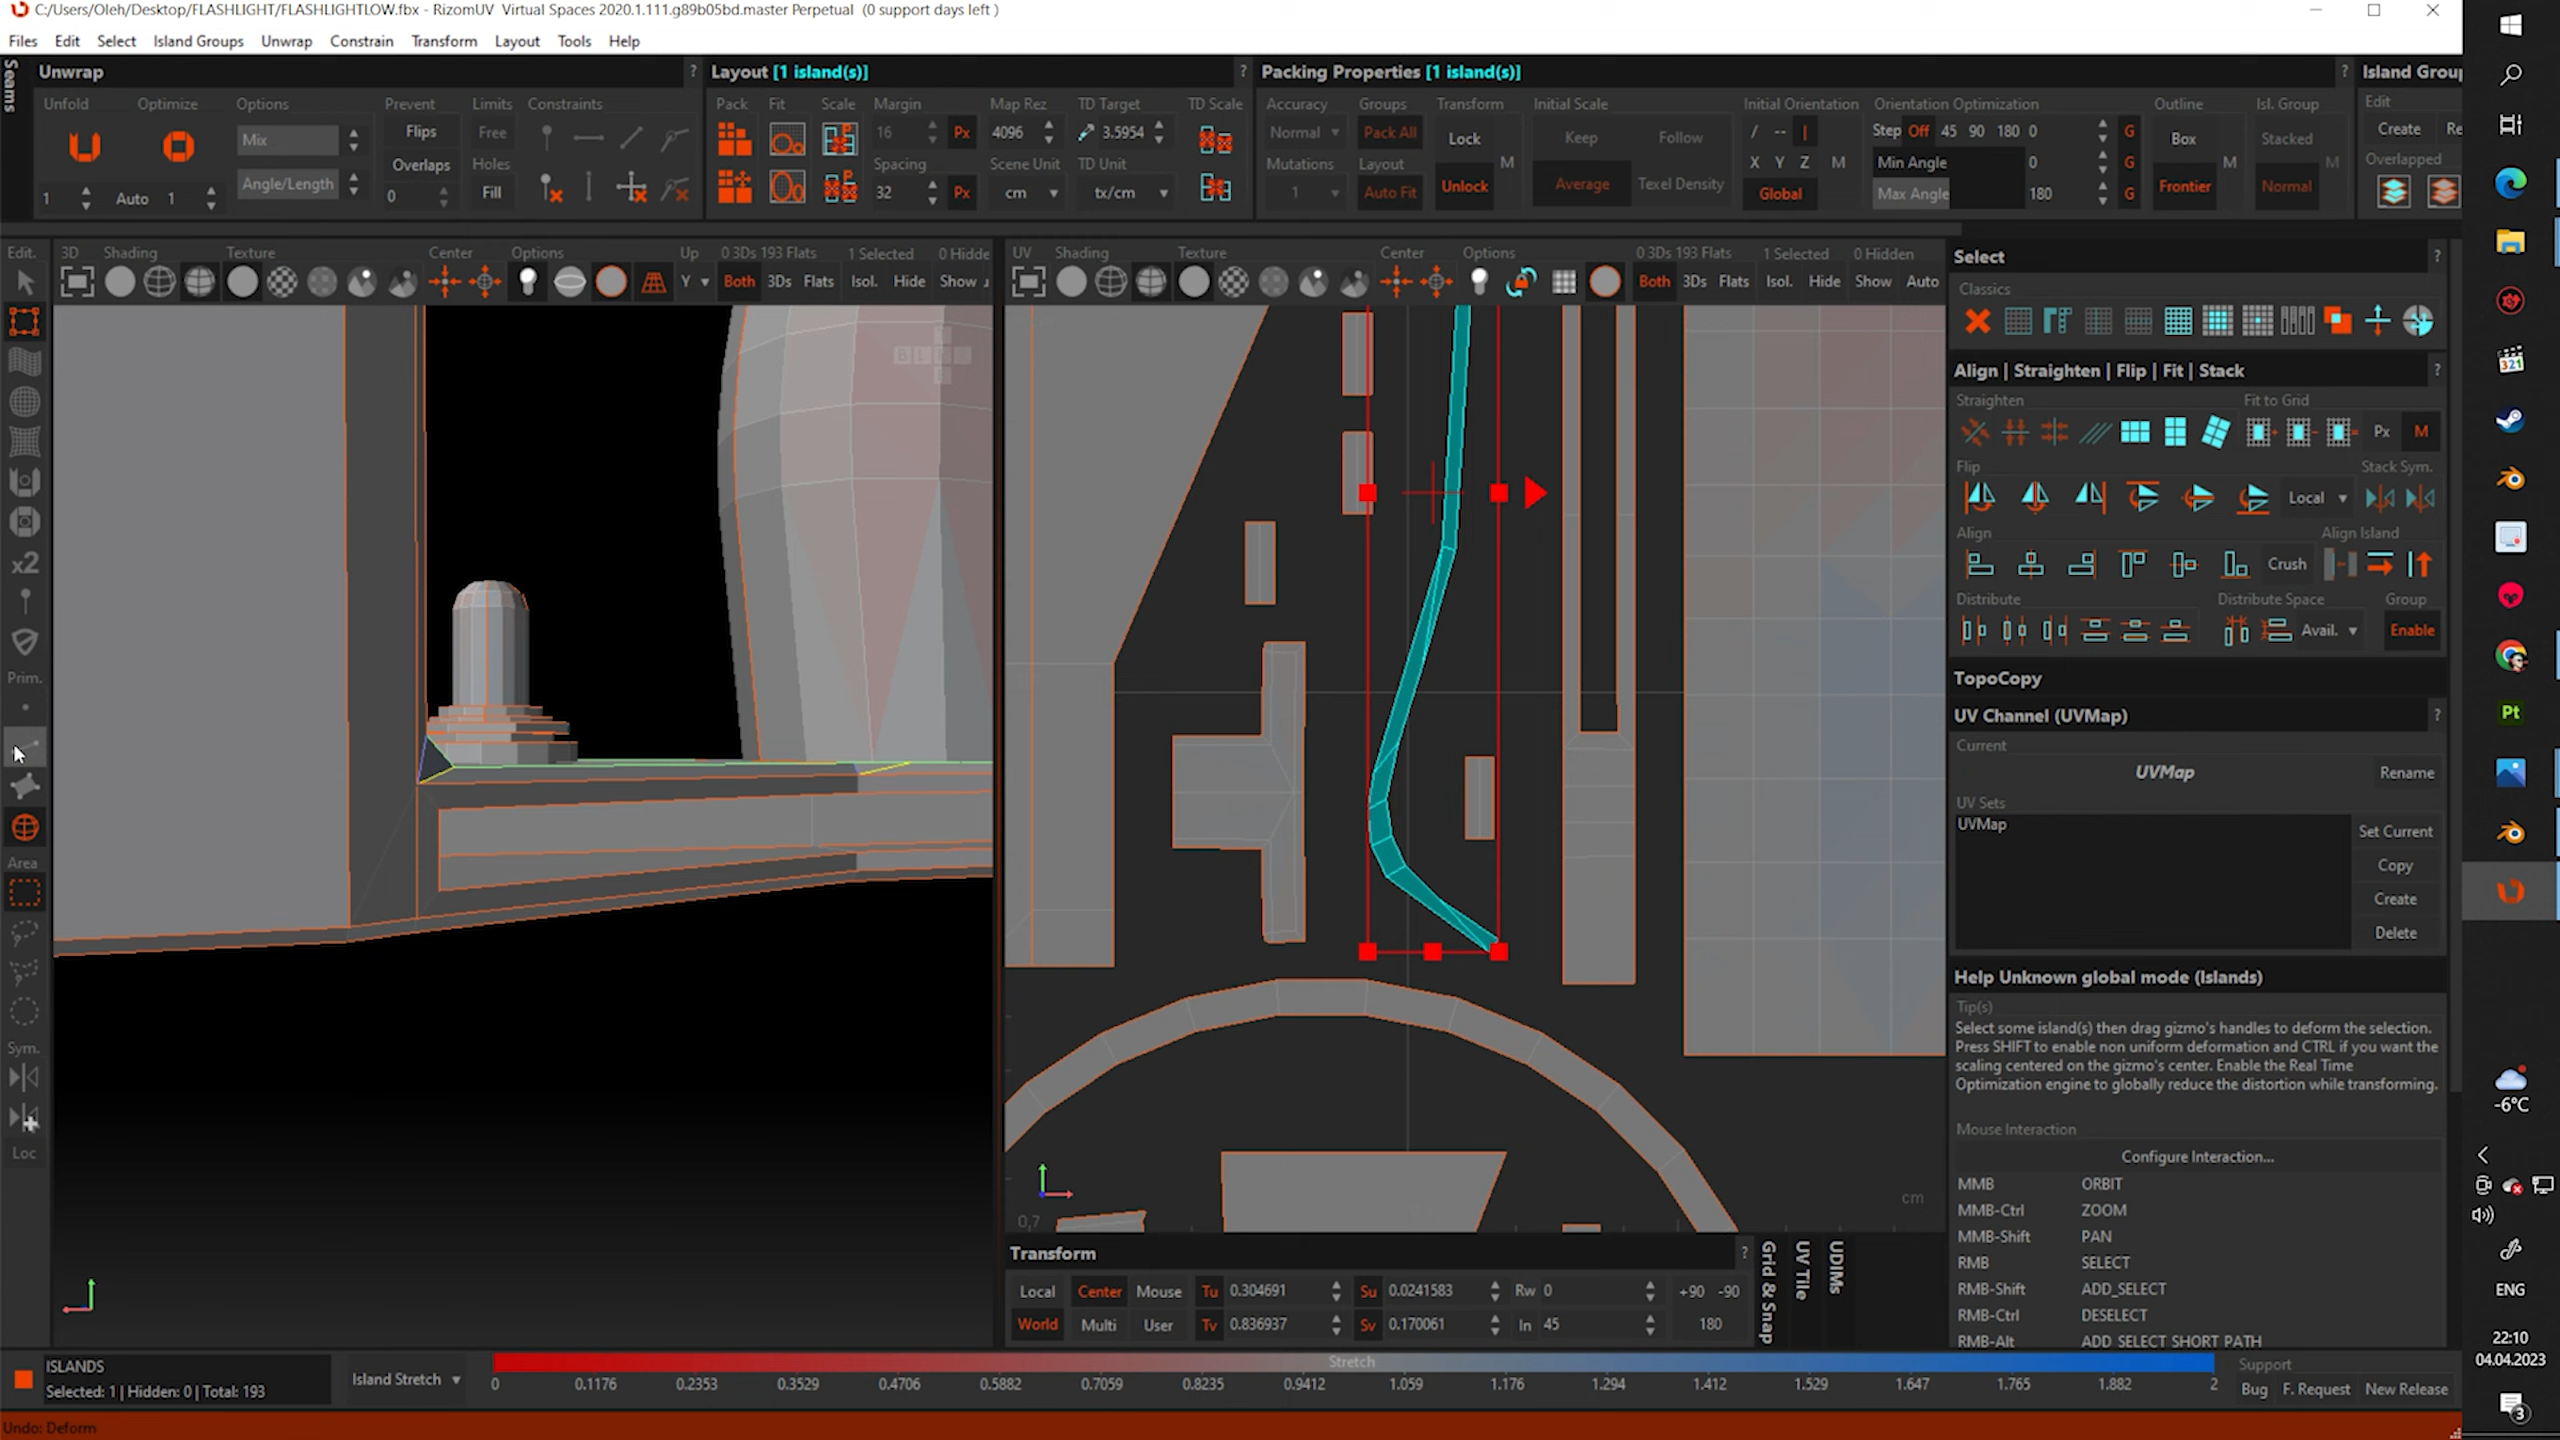 C:/Users/Oleh/Desktop/FLASHLIGHT/FLASHLIGHTLOW.fbx - RizomUV  Virtual Spaces 2020.1.111.g89b05bd.master Perpetual  (0 support days left )
Files Edit Select Island Groups Unwrap Constrain Transform Layout Tools Help
Seams
Unwrap ?
Unfold Optimize Options Prevent Limits Constraints
Mix Flips Free
Overlaps Holes
Angle/Length Fill
1 Auto 1 0
Layout [1 island(s)] ?
Pack Fit Scale Margin Map Rez TD Target TD Scale
16 Px 4096 3.5954
Spacing Scene Unit TD Unit
32 Px cm tx/cm
Packing Properties [1 island(s)] ?
Accuracy Groups Transform Initial Scale Initial Orientation Orientation Optimization Outline Isl. Group
Normal Pack All Lock Keep Follow / -- | Step Off 45 90 180 0 G Box Stacked
Mutations Layout M X Y Z M Min Angle 0 G M M
1 Auto Fit Unlock Average Texel Density Global Max Angle 180 G Frontier Normal
Island Group
Edit
Create Re
Overlapped
Edit. 3D Shading Texture Center Options Up 0 3Ds 193 Flats 1 Selected 0 Hidde
Y Both 3Ds Flats Isol. Hide Show
UV Shading Texture Center Options 0 3Ds 193 Flats 1 Selected 0 Hidden
Both 3Ds Flats Isol. Hide Show Auto
x2
Prim.
Area
Sym.
Loc
cm
0,7
Select ?
Classics
Align | Straighten | Flip | Fit | Stack ?
Straighten Fit to Grid
Px M
Flip Stack Sym.
Local
Align Align Island
Crush
Distribute Distribute Space Group
Avail. Enable
TopoCopy
UV Channel (UVMap) ?
Current
UVMap Rename
UV Sets
UVMap Set Current
Copy
Create
Delete
Help Unknown global mode (Islands)
Tip(s)
Select some island(s) then drag gizmo's handles to deform the selection.
Press SHIFT to enable non uniform deformation and CTRL if you want the
scaling centered on the gizmo's center. Enable the Real Time
Optimization engine to globally reduce the distortion while transforming.
Mouse Interaction
Configure Interaction...
MMB ORBIT
MMB-Ctrl ZOOM
MMB-Shift PAN
RMB SELECT
RMB-Shift ADD_SELECT
RMB-Ctrl DESELECT
RMB-Alt ADD SELECT SHORT PATH
Transform ?
Local Center Mouse Tu 0.304691 Su 0.0241583 Rw 0 +90 -90
World Multi User Tv 0.836937 Sv 0.170061 In 45 180
Grid & Snap
UV Tile
UDIMs
ISLANDS
Selected: 1 | Hidden: 0 | Total: 193
Island Stretch
Stretch
0 0.1176 0.2353 0.3529 0.4706 0.5882 0.7059 0.8235 0.9412 1.059 1.176 1.294 1.412 1.529 1.647 1.765 1.882 2
Support
Bug F. Request New Release
Undo: Deform
321
Pt
-6°C
ENG
22:10
04.04.2023
3